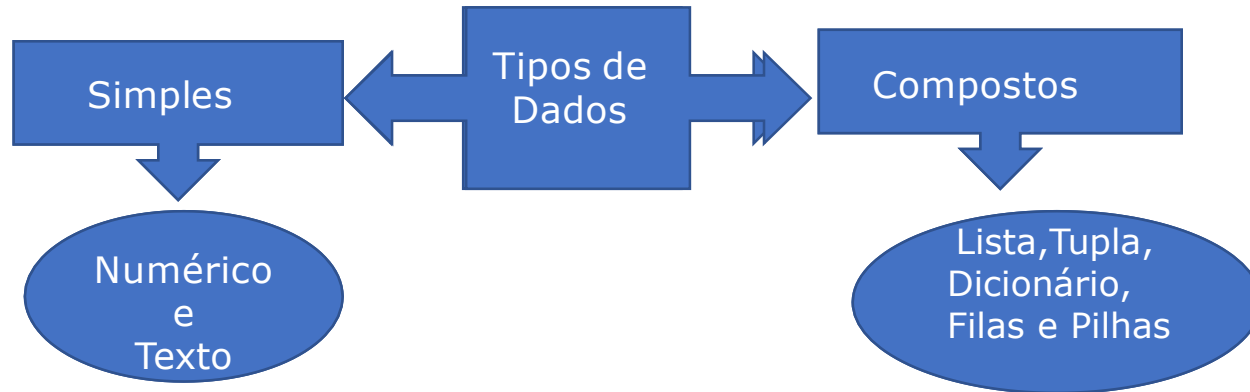 Tipos de
Dados
Simples
Compostos
Numérico
e
Texto
Lista,Tupla,
Dicionário,
Filas e Pilhas